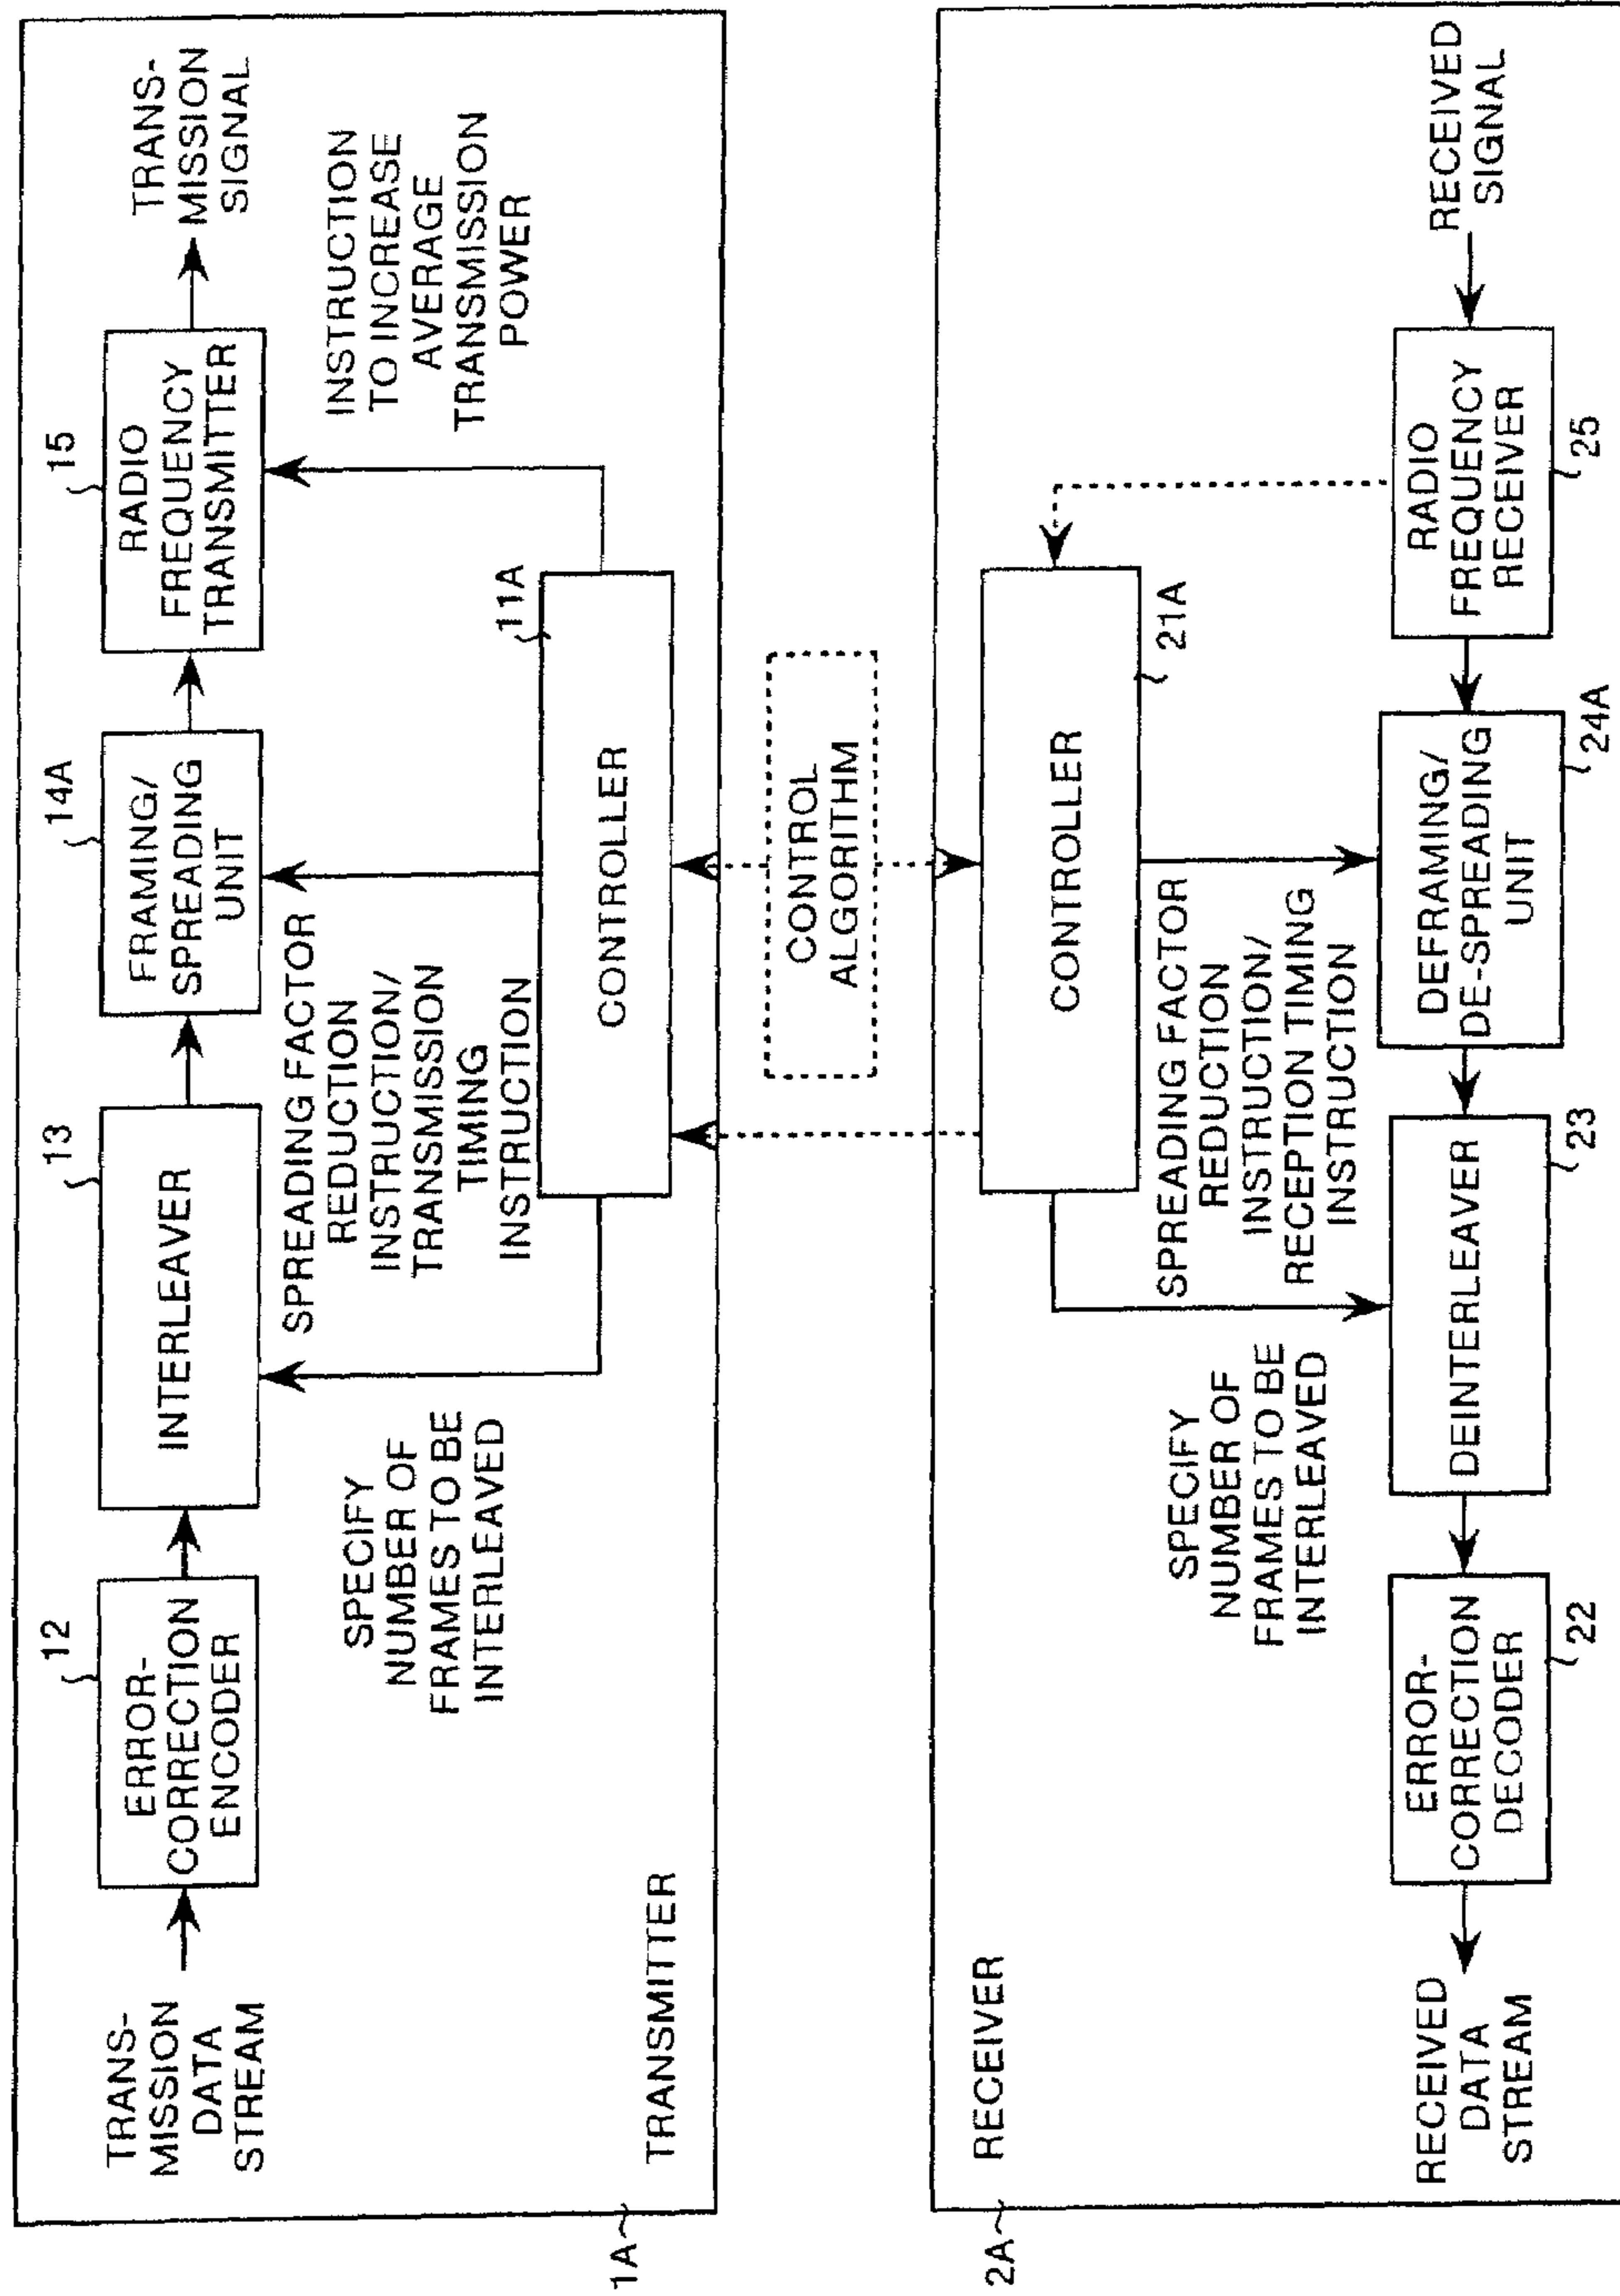 TRANS-
MISSION
DATA
STREAM
12
ERROR-
CORRECTION
ENCODER
13
INTERLEAVER
14A
FRAMING/
SPREADING
UNIT
15
RADIO
FREQUENCY
TRANSMITTER
TRANS-
MISSION
SIGNAL
SPECIFY
NUMBER OF
FRAMES TO BE
INTERLEAVED
SPREADING FACTOR
REDUCTION
INSTRUCTION/
TRANSMISSION
TIMING
INSTRUCTION
INSTRUCTION
TO INCREASE
AVERAGE
TRANSMISSION
POWER
11A
CONTROLLER
TRANSMITTER
1A
CONTROL
ALGORITHM
2A
RECEIVER
CONTROLLER
21A
SPECIFY
NUMBER OF
FRAMES TO BE
INTERLEAVED
SPREADING FACTOR
REDUCTION
INSTRUCTION/
RECEPTION TIMING
INSTRUCTION
RECEIVED
DATA
STREAM
ERROR-
CORRECTION
DECODER
22
DEINTERLEAVER
23
DEFRAMING/
DE-SPREADING
UNIT
24A
RADIO
FREQUENCY
RECEIVER
25
RECEIVED
SIGNAL